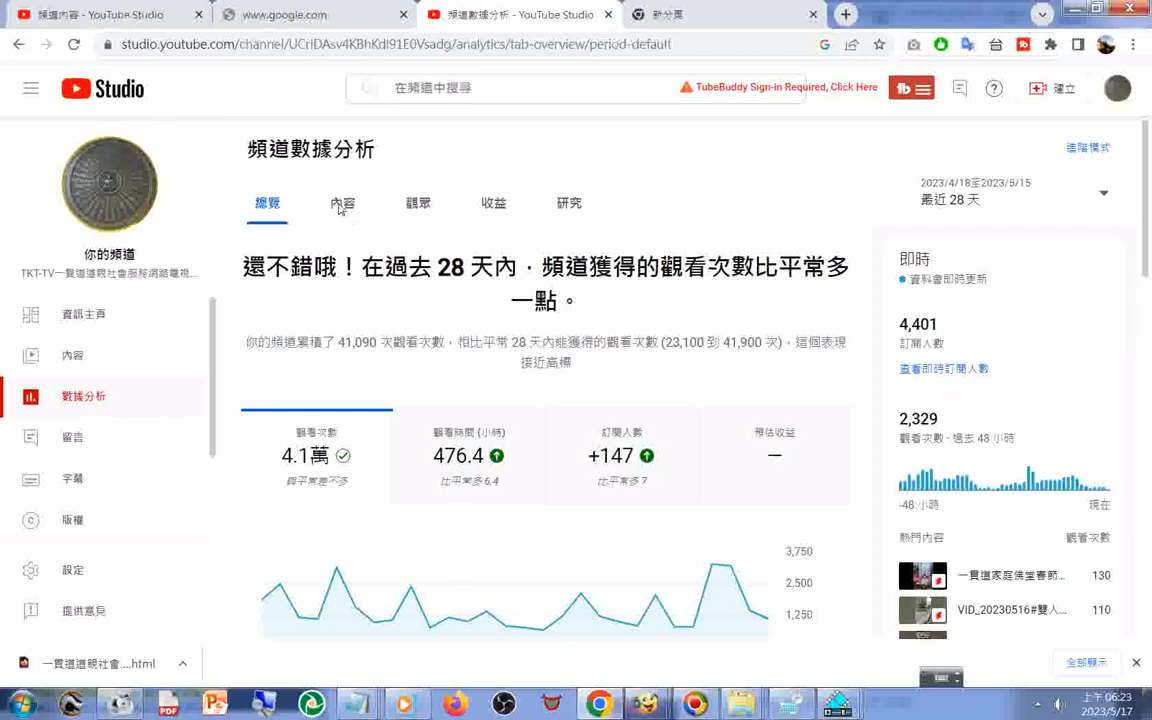 頻道內容 - YouTube Studio
www.google.com
頻道數據分析 - YouTube Studio
新分頁
studio.youtube.com/channel/UCriDAsv4KBhKdI91E0Vsadg/analytics/tab-overview/period-default
Studio
在頻道中搜尋
TubeBuddy Sign-in Required, Click Here
tb
建立
頻道數據分析
進階模式
總覽
內容
觀眾
收益
研究
2023/4/18至2023/5/15
最近 28 天
你的頻道
TKT-TV一貫道道親社會服務網路電視...
資訊主頁
內容
數據分析
留言
字幕
版權
設定
提供意見
還不錯哦！在過去 28 天內，頻道獲得的觀看次數比平常多
一點。
你的頻道累積了 41,090 次觀看次數，相比平常 28 天內能獲得的觀看次數 (23,100 到 41,900 次)，這個表現
接近高標
觀看次數
4.1萬
與平常差不多
觀看時間 (小時)
476.4
比平常多 6.4
訂閱人數
+147
比平常多 7
預估收益
—
3,750
2,500
1,250
即時
資料會即時更新
4,401
訂閱人數
查看即時訂閱人數
2,329
觀看次數 · 過去 48 小時
-48 小時
現在
熱門內容
觀看次數
一貫道家庭佛堂春節...
130
VID_20230516#雙人...
110
一貫道道親社會....html
全部顯示
PDF
上午 06:23
2023/5/17